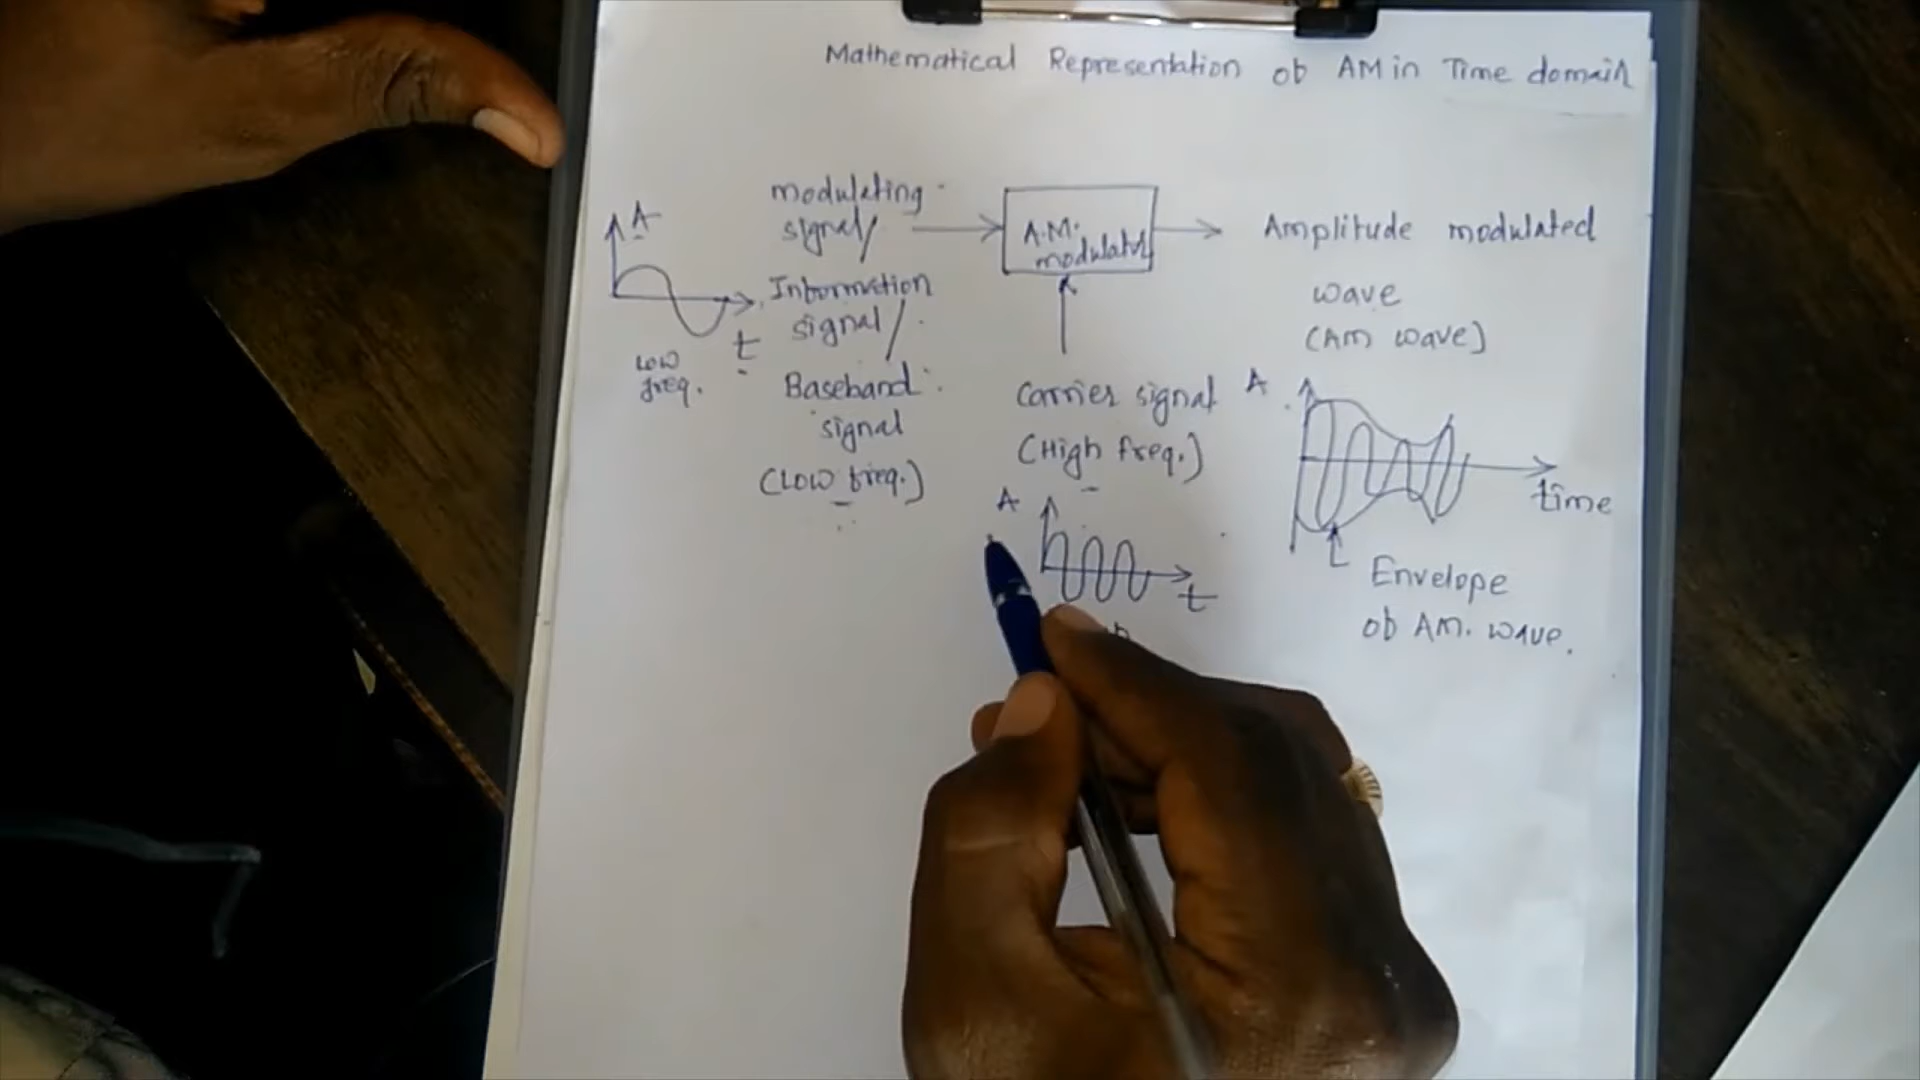 Mathematical Representation ob AM in Time domain
A
t
Low
freq.
modulating
signal/
Information
signal/
Baseband
signal
(Low freq.)
A.M.
modulator
Carrier signal
(High freq.)
A
t
Amplitude modulated
wave
(AM wave)
A
time
Envelope
ob AM. wave.